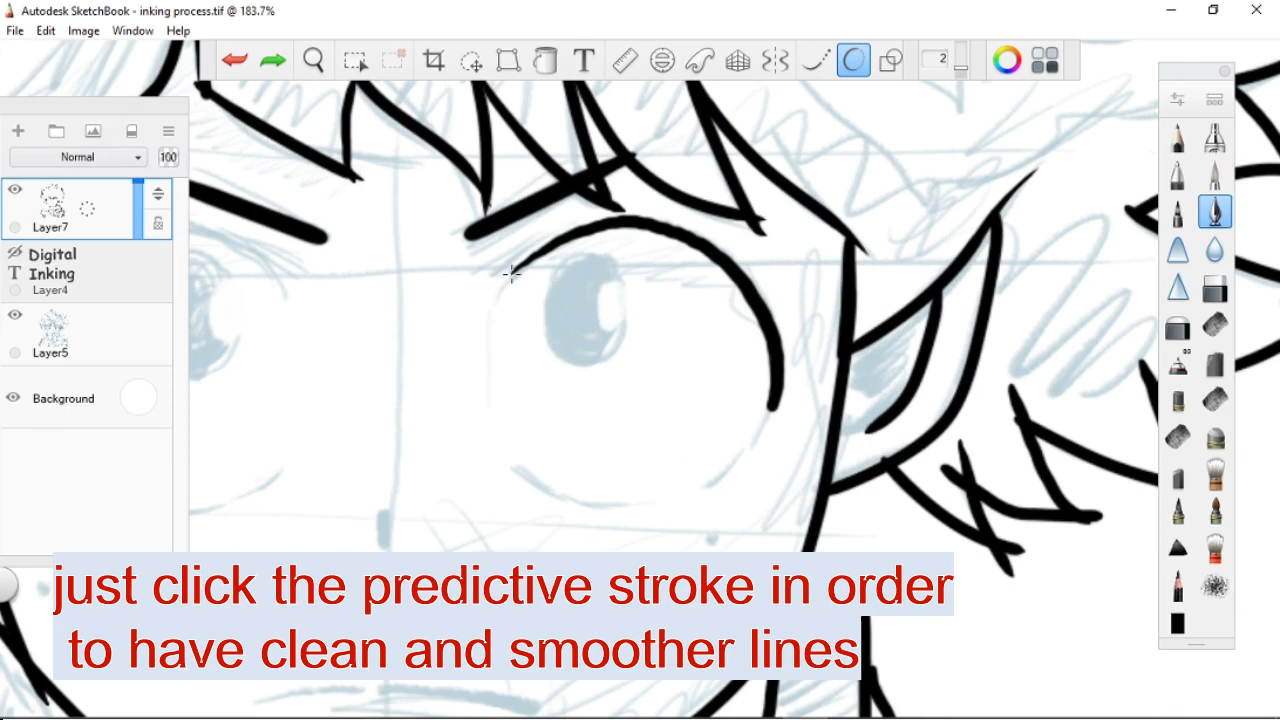 Autodesk SketchBook - inking process.tif @ 183.7%
File Edit Image Window Help
2
Normal 100
Layer7
Digital
Inking
Layer4
Layer5
Background
just click the predictive stroke in order
to have clean and smoother lines